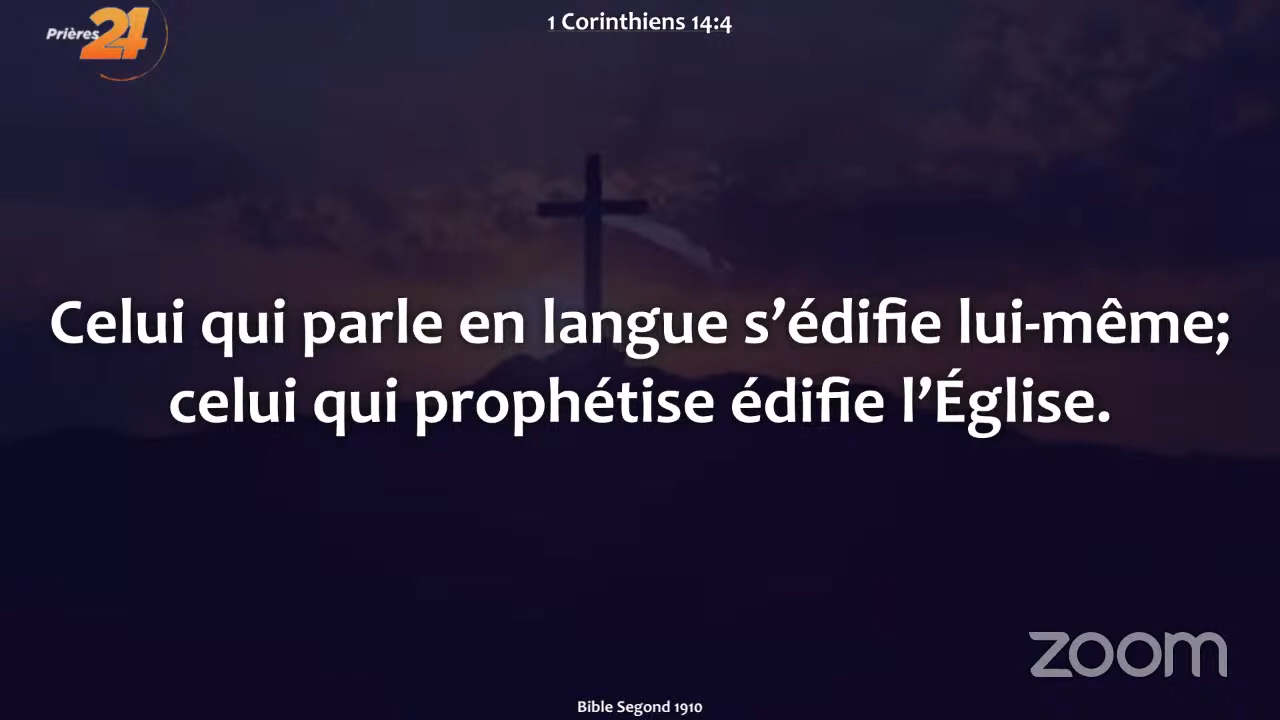 Prières 24
1 Corinthiens 14:4
Celui qui parle en langue s’édifie lui-même;
celui qui prophétise édifie l’Église.
zoom
Bible Segond 1910